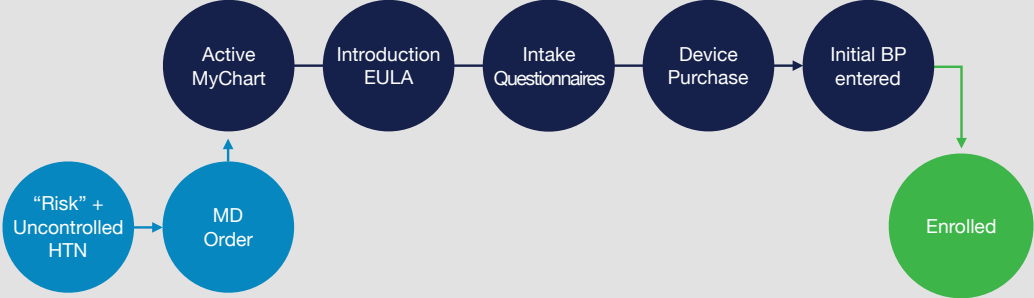 “Risk” +
Uncontrolled
HTN
MD
Order
Active
MyChart
Introduction
EULA
Intake
Questionnaires
Device
Purchase
Initial BP
entered
Enrolled